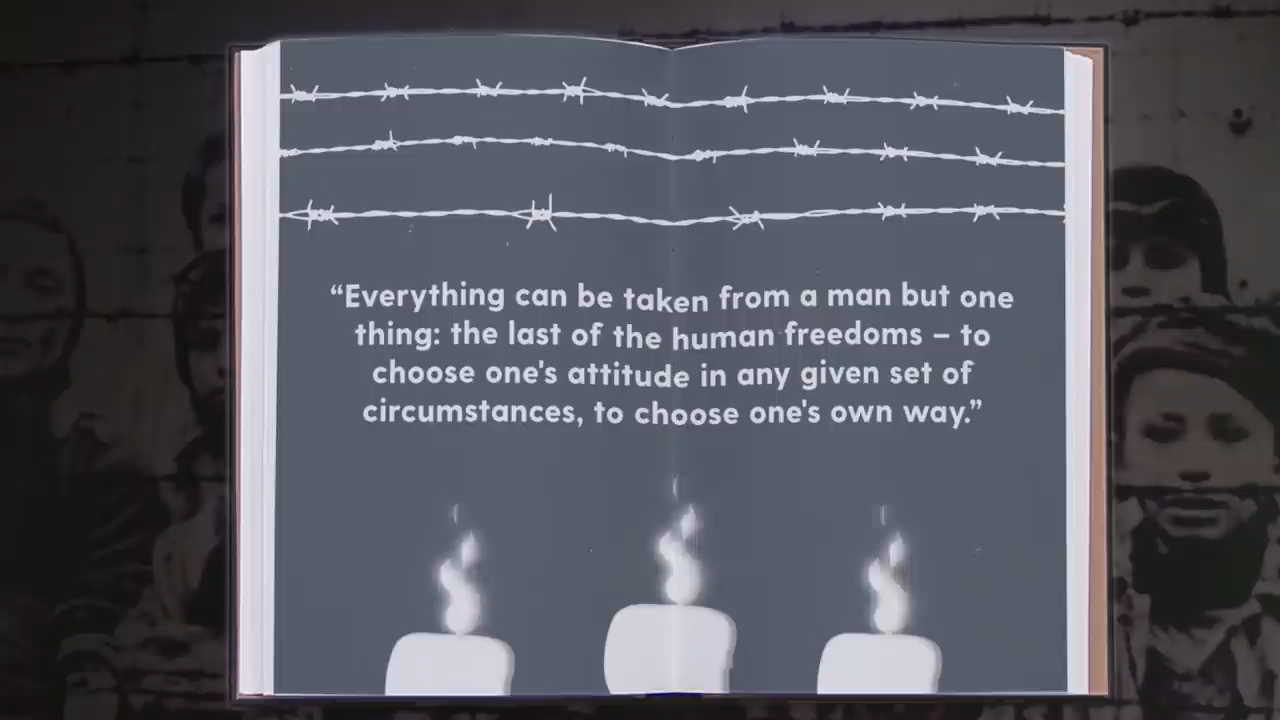 “Everything can be taken from a man but one
thing: the last of the human freedoms – to
choose one's attitude in any given set of
circumstances, to choose one's own way.”